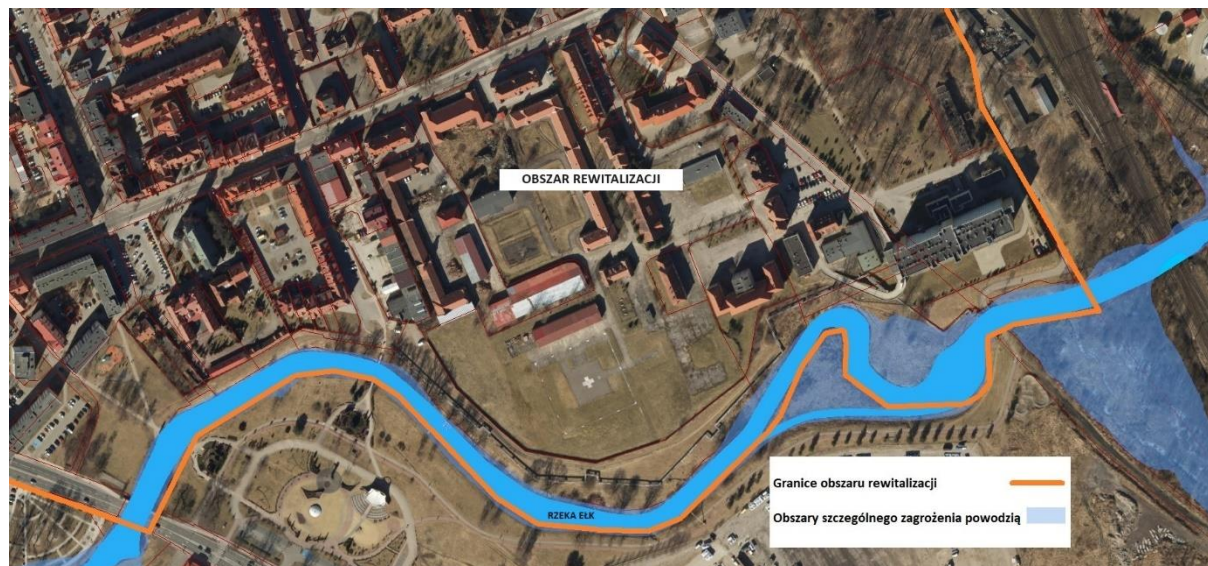 OBSZAR REWITALIZACJI
RZEKA EŁK
Granice obszaru rewitalizacji
Obszary szczególnego zagrożenia powodzią